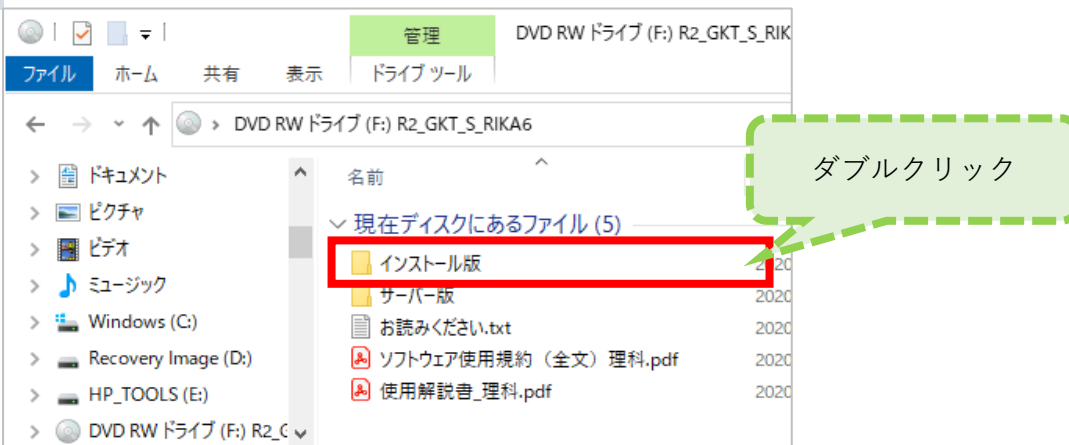 管理
DVD RW ドライブ (F:) R2_GKT_S_RIK
ファイル ホーム 共有 表示 ドライブ ツール
DVD RW ドライブ (F:) R2_GKT_S_RIKA6
ダブルクリック
名前
ドキュメント
ピクチャ
ビデオ
ミュージック
Windows (C:)
Recovery Image (D:)
HP_TOOLS (E:)
DVD RW ドライブ (F:) R2_G
現在ディスクにあるファイル (5)
インストール版 2020
サーバー版 2020
お読みください.txt 2020
ソフトウェア使用規約（全文）理科.pdf 2020
使用解説書_理科.pdf 2020